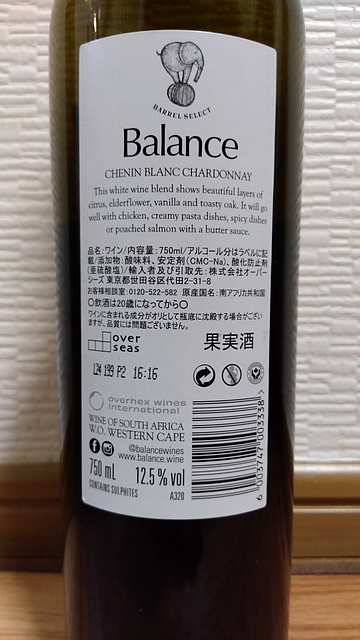 BARREL SELECT
Balance
CHENIN BLANC CHARDONNAY
This white wine blend shows beautiful layers of
citrus, elderflower, vanilla and toasty oak. It will go
well with chicken, creamy pasta dishes, spicy dishes
or poached salmon with a butter sauce.
品名:ワイン/内容量:750ml/アルコール分はラベルに記
載/添加物:酸味料、安定剤(CMC-Na)、酸化防止剤
(亜硫酸塩)/輸入者及び引取先:株式会社オーバー
シーズ 東京都世田谷区代田2-31-8
お客様相談室:0120-522-582 原産国名:南アフリカ共和国
〇飲酒は20歳になってから〇
ワインに含まれる成分がオリとして瓶底に沈殿する場合がござい
ますが、品質には問題ございません。
over
seas
果実酒
L24 199 P2 16:16
overhex wines
international
WINE OF SOUTH AFRICA
W.O. WESTERN CAPE
@balancewines
www.balance.wine
750 mL 12.5 % vol
CONTAINS SULPHITES A320
6 003747 003338 >